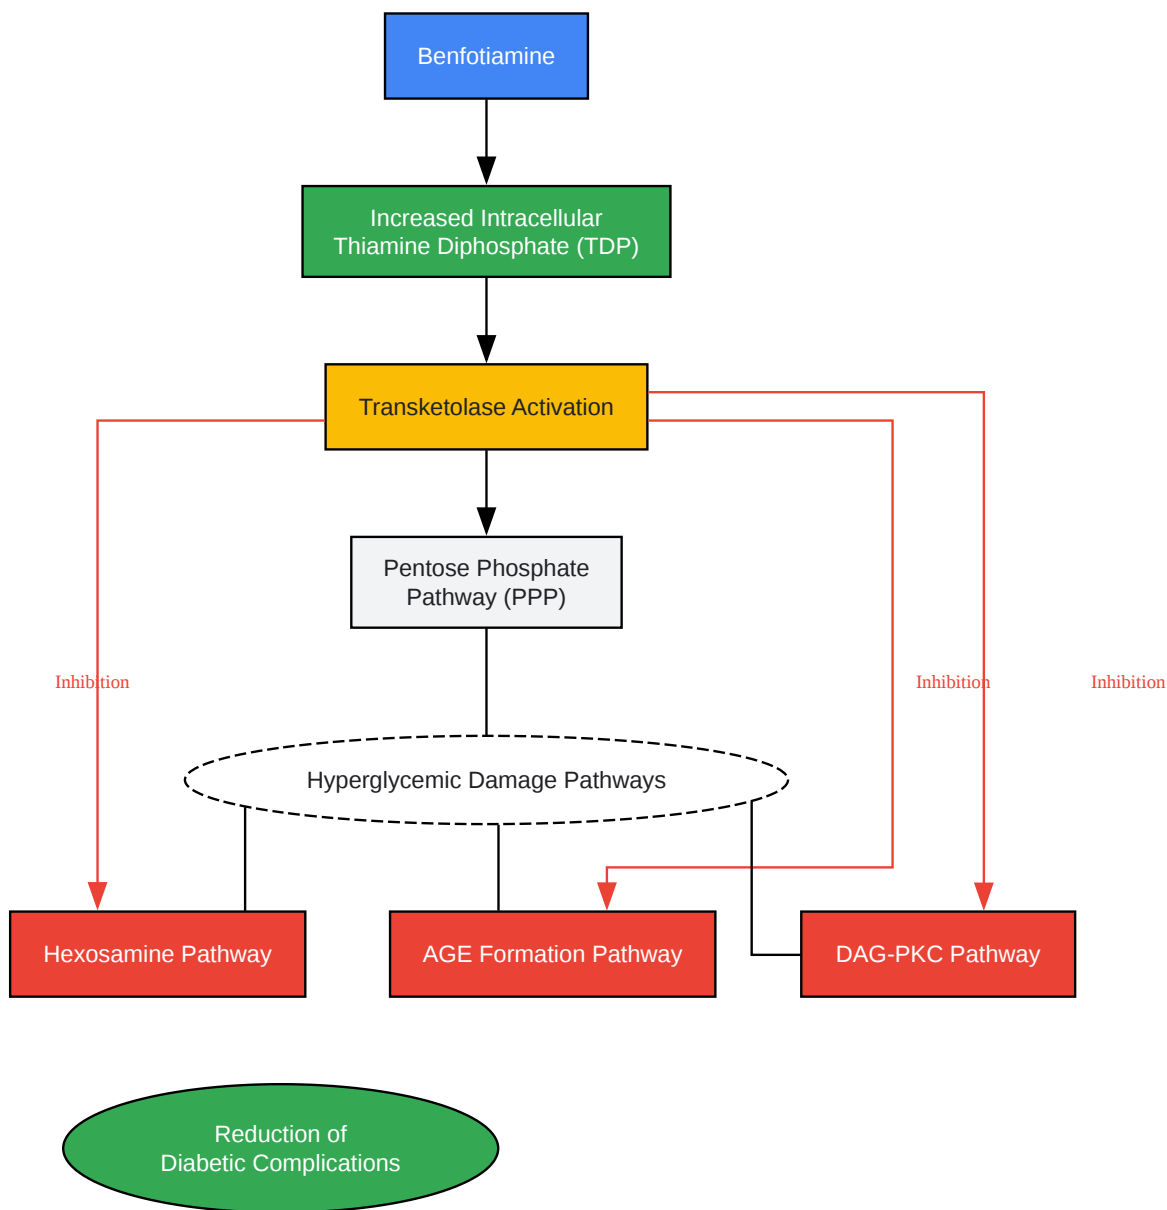 Benfotiamine
Increased Intracellular
Thiamine Diphosphate (TDP)
Transketolase Activation
Pentose Phosphate
Pathway (PPP)
Inhibition
Inhibition
Inhibition
Hyperglycemic Damage Pathways
Hexosamine Pathway
AGE Formation Pathway
DAG-PKC Pathway
Reduction of
Diabetic Complications